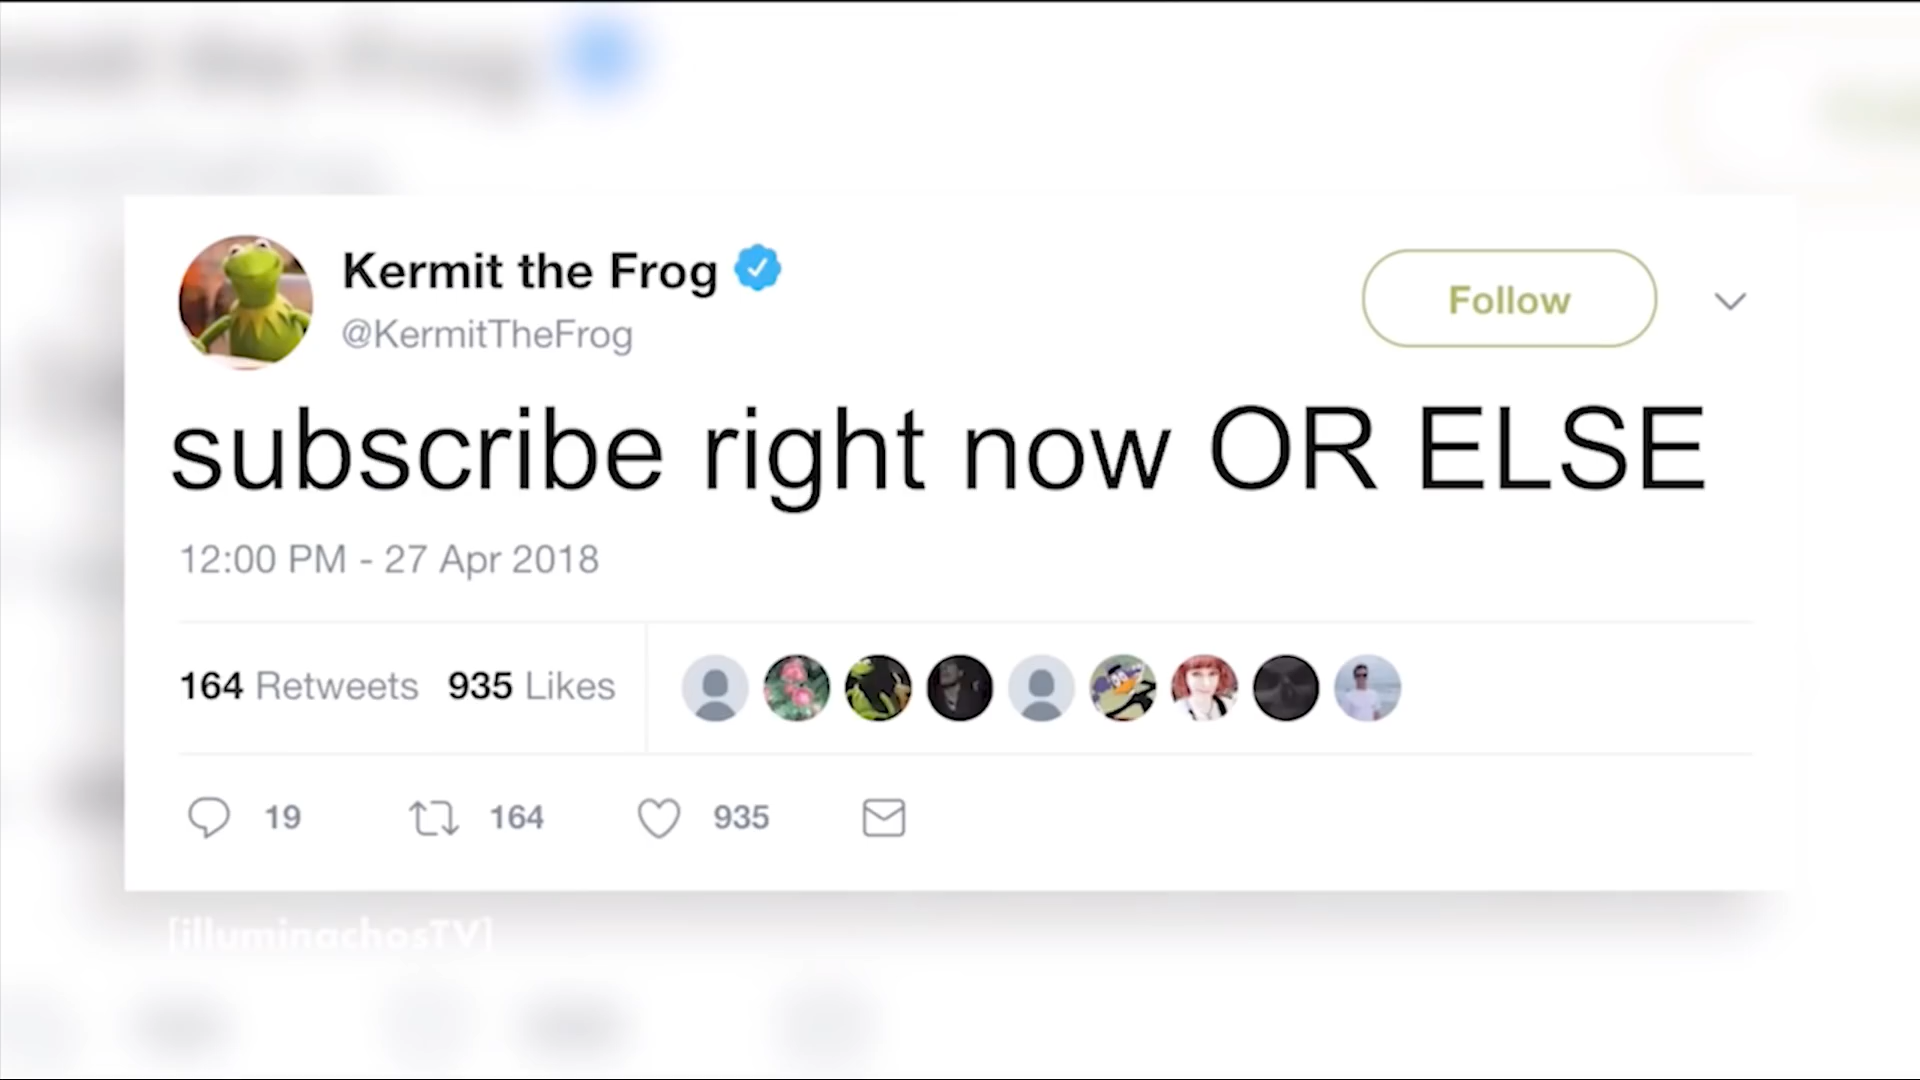 Kermit the Frog
@KermitTheFrog
Follow
subscribe right now OR ELSE
12:00 PM - 27 Apr 2018
164 Retweets 935 Likes
19 164 935
[illuminachosTV]